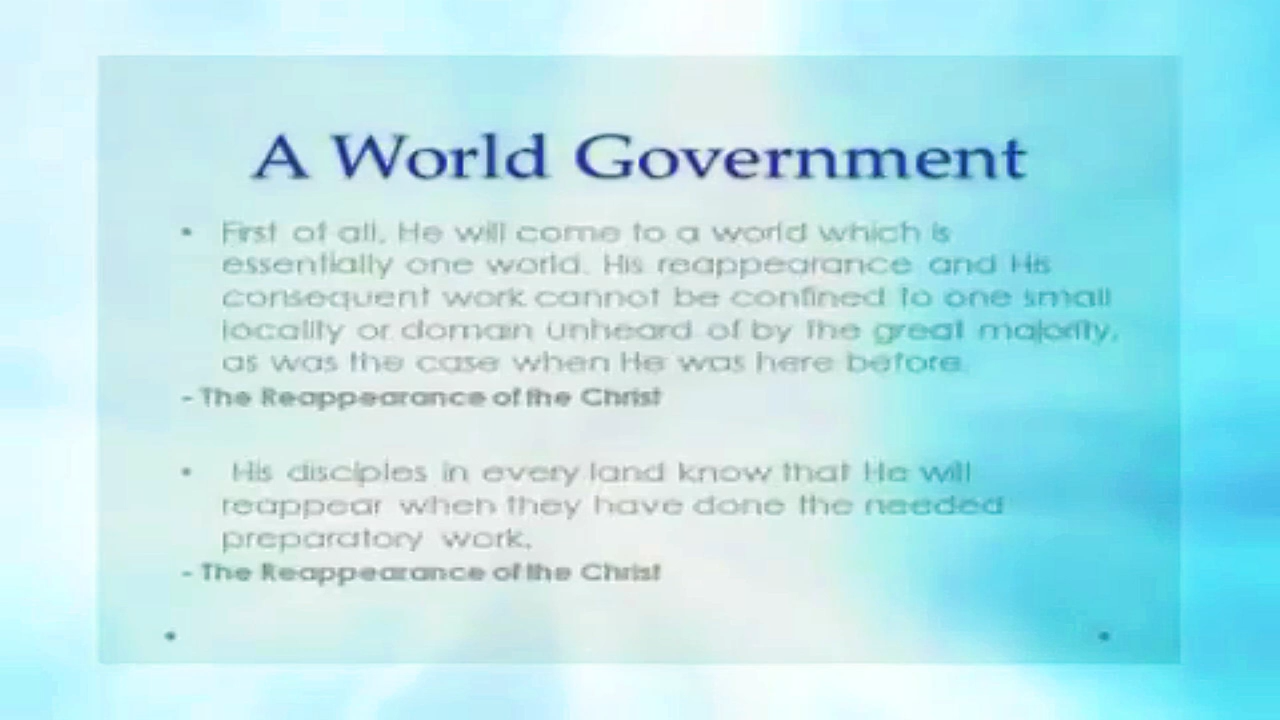 A World Government
• First of all, He will come to a world which is
essentially one world. His reappearance and His
consequent work cannot be confined to one small
locality or domain unheard of by the great majority,
as was the case when He was here before.
- The Reappearance of the Christ
• His disciples in every land know that He will
reappear when they have done the needed
preparatory work.
- The Reappearance of the Christ